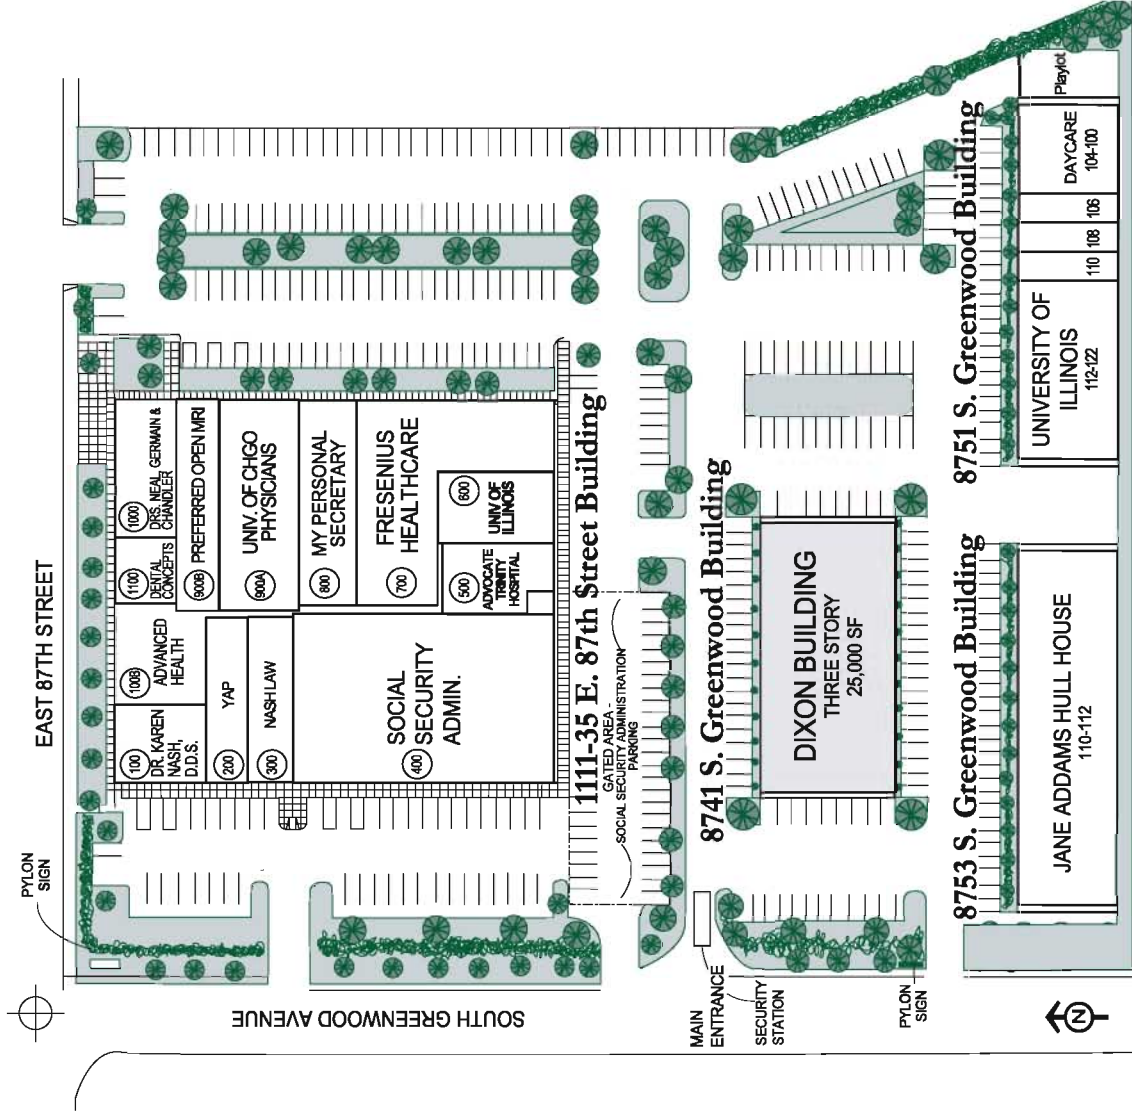 EAST 87TH STREET
PYLON
SIGN
100
DR. KAREN
NASH,
D.D.S.
100B
ADVANCED
HEALTH
1100
DENTAL
CONCEPTS
1000
DRS. NEAL, GERMAIN &
CHANDLER
200
YAP
300
NASH LAW
900B
PREFERRED OPEN MRI
900A
UNIV. OF CHGO
PHYSICIANS
800
MY PERSONAL
SECRETARY
700
FRESENIUS
HEALTHCARE
400
SOCIAL
SECURITY
ADMIN.
500
ADVOCATE
TRINITY
HOSPITAL
600
UNIV OF
ILLINOIS
1111-35 E. 87th Street Building
GATED AREA -
SOCIAL SECURITY ADMINISTRATION
PARKING
SOUTH GREENWOOD AVENUE
MAIN
ENTRANCE
SECURITY
STATION
PYLON
SIGN
8741 S. Greenwood Building
DIXON BUILDING
THREE STORY
25,000 SF
8753 S. Greenwood Building
JANE ADDAMS HULL HOUSE
110-112
8751 S. Greenwood Building
UNIVERSITY OF
ILLINOIS
112-122
110
108
106
DAYCARE
104-100
Playlot
N